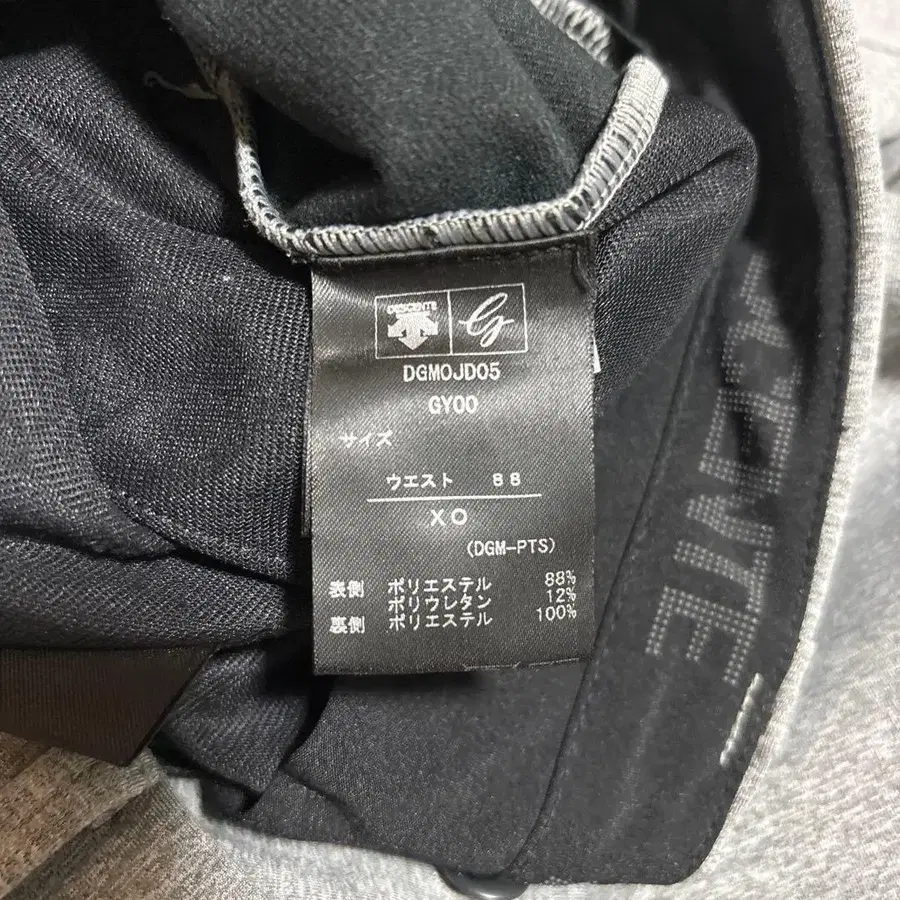 DESCENTE
G
DGM0JD05
GY00
サイズ
ウエスト 88
XO
(DGM-PTS)
表側 ポリエステル 88%
ポリウレタン 12%
裏側 ポリエステル 100%
CENTE